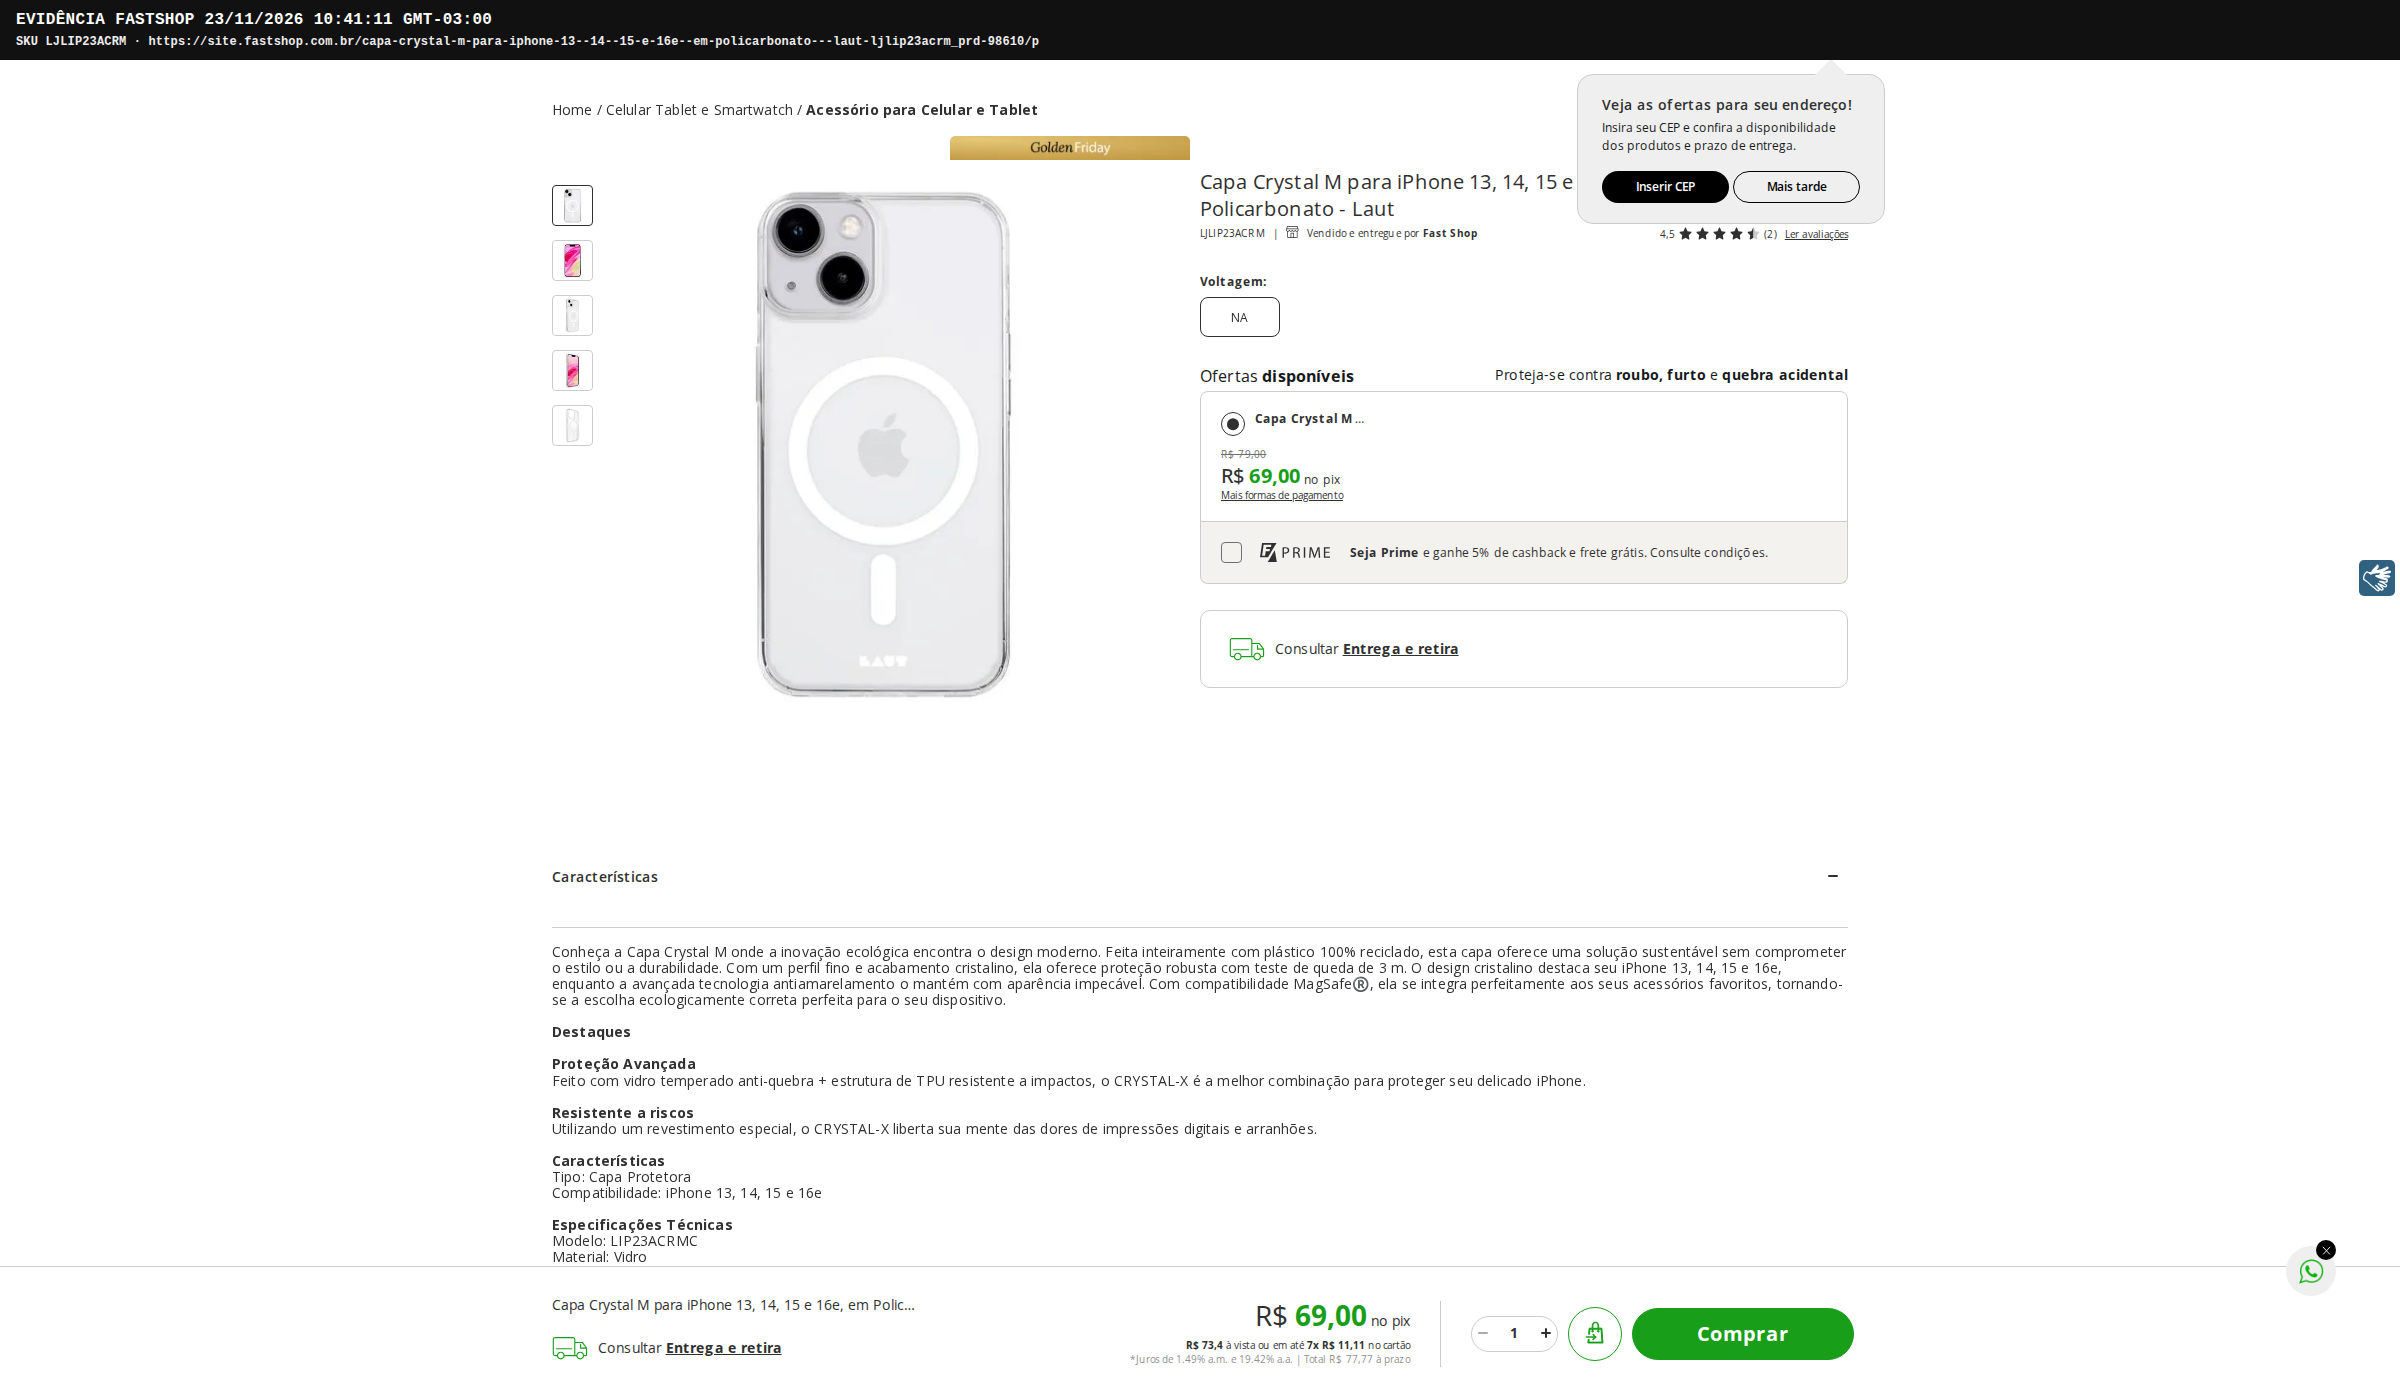 EVIDÊNCIA FASTSHOP 23/11/2026 10:41:11 GMT-03:00
SKU LJLIP23ACRM · https://site.fastshop.com.br/capa-crystal-m-para-iphone-13--14--15-e-16e--em-policarbonato---laut-ljlip23acrm_prd-98610/p
Home / Celular Tablet e Smartwatch / Acessório para Celular e Tablet
Veja as ofertas para seu endereço!
Insira seu CEP e confira a disponibilidade
dos produtos e prazo de entrega.
Inserir CEP
Mais tarde
Golden Friday
Capa Crystal M para iPhone 13, 14, 15 e
Policarbonato - Laut
LJLIP23ACRM | Vendido e entregue por Fast Shop
4,5 (2) Ler avaliações
Voltagem:
NA
Ofertas disponíveis
Proteja-se contra roubo, furto e quebra acidental
Capa Crystal M ...
R$ 79,00
R$ 69,00 no pix
Mais formas de pagamento
PRIME Seja Prime e ganhe 5% de cashback e frete grátis. Consulte condições.
Consultar Entrega e retira
LAUT
Características
Conheça a Capa Crystal M onde a inovação ecológica encontra o design moderno. Feita inteiramente com plástico 100% reciclado, esta capa oferece uma solução sustentável sem comprometer
o estilo ou a durabilidade. Com um perfil fino e acabamento cristalino, ela oferece proteção robusta com teste de queda de 3 m. O design cristalino destaca seu iPhone 13, 14, 15 e 16e,
enquanto a avançada tecnologia antiamarelamento o mantém com aparência impecável. Com compatibilidade MagSafe®, ela se integra perfeitamente aos seus acessórios favoritos, tornando-
se a escolha ecologicamente correta perfeita para o seu dispositivo.
Destaques
Proteção Avançada
Feito com vidro temperado anti-quebra + estrutura de TPU resistente a impactos, o CRYSTAL-X é a melhor combinação para proteger seu delicado iPhone.
Resistente a riscos
Utilizando um revestimento especial, o CRYSTAL-X liberta sua mente das dores de impressões digitais e arranhões.
Características
Tipo: Capa Protetora
Compatibilidade: iPhone 13, 14, 15 e 16e
Especificações Técnicas
Modelo: LIP23ACRMC
Material: Vidro
Capa Crystal M para iPhone 13, 14, 15 e 16e, em Polic...
Consultar Entrega e retira
R$ 69,00 no pix
R$ 73,4 à vista ou em até 7x R$ 11,11 no cartão
*Juros de 1.49% a.m. e 19.42% a.a. | Total R$ 77,77 à prazo
1
Comprar